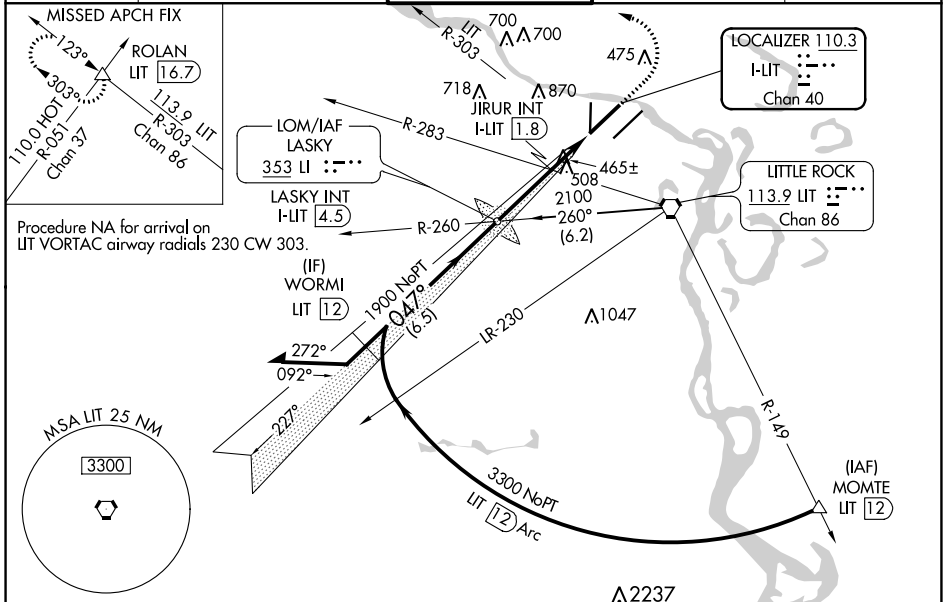 MISSED APCH FIX
123°
303°
ROLAN
LIT 16.7
113.9 LIT
R-303
Chan 86
110.0 HOT
R-051
Chan 37
Procedure NA for arrival on
LIT VORTAC airway radials 230 CW 303.
LIT
R-303
700
700
475
718
870
JIRUR INT
I-LIT 1.8
LOCALIZER 110.3
I-LIT
Chan 40
R-283
LOM/IAF
LASKY
353 LI
LASKY INT
I-LIT 4.5
465±
508
2100
260°
(6.2)
R-260
LITTLE ROCK
113.9 LIT
Chan 86
(IF)
WORMI
LIT 12
1900 NoPT
047°
(6.5)
LR-230
1047
272°
092°
227°
R-149
MSA LIT 25 NM
3300
3300 NoPT
LIT 12 Arc
(IAF)
MOMTE
LIT 12
2237